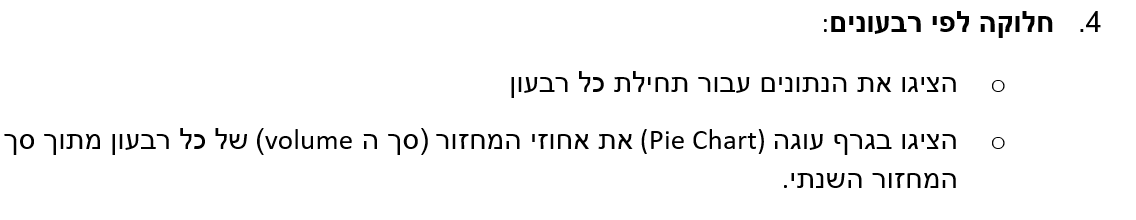 4. חלוקה לפי רבעונים:
o הציגו את הנתונים עבור תחילת כל רבעון
o הציגו בגרף עוגה (Pie Chart) את אחוזי המחזור (סך ה volume) של כל רבעון מתוך סך
המחזור השנתי.